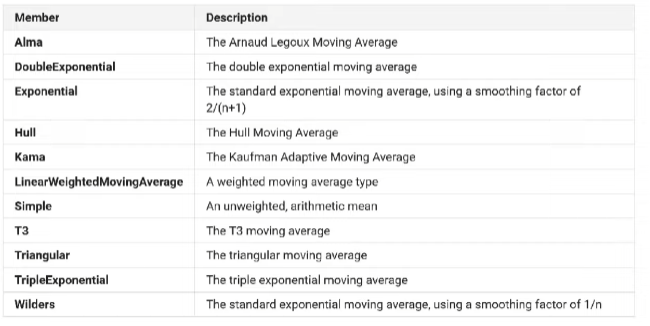 Member Description
Alma The Arnaud Legoux Moving Average
DoubleExponential The double exponential moving average
Exponential The standard exponential moving average, using a smoothing factor of
2/(n+1)
Hull The Hull Moving Average
Kama The Kaufman Adaptive Moving Average
LinearWeightedMovingAverage A weighted moving average type
Simple An unweighted, arithmetic mean
T3 The T3 moving average
Triangular The triangular moving average
TripleExponential The triple exponential moving average
Wilders The standard exponential moving average, using a smoothing factor of 1/n